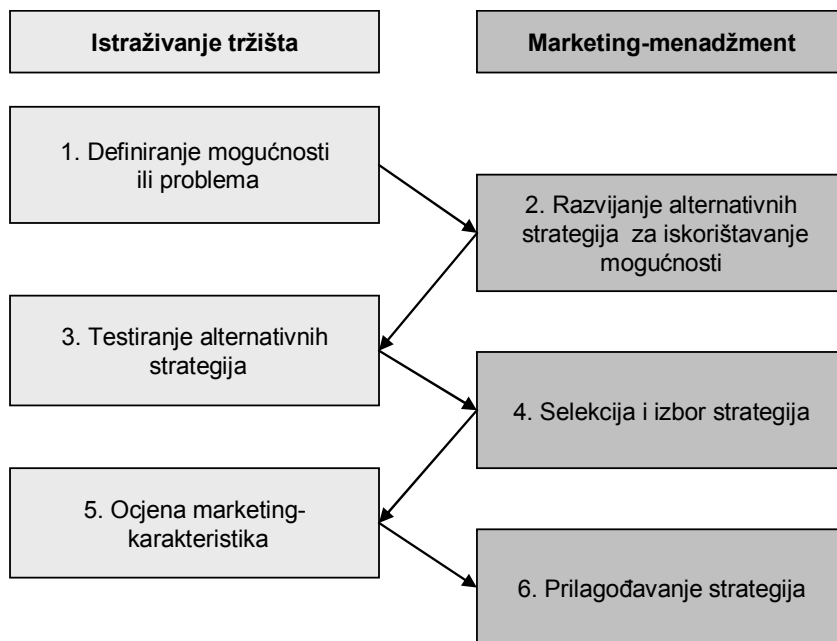 Istraživanje tržišta
Marketing-menadžment
1. Definiranje mogućnosti
ili problema
2. Razvijanje alternativnih
strategija za iskorištavanje
mogućnosti
3. Testiranje alternativnih
strategija
4. Selekcija i izbor strategija
5. Ocjena marketing-
karakteristika
6. Prilagođavanje strategija